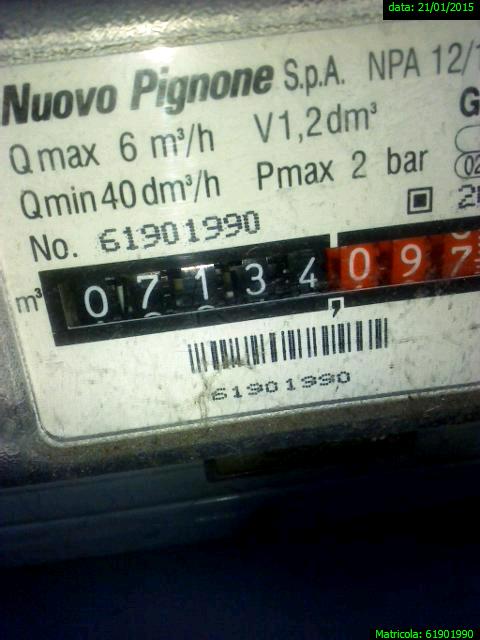 data: 21/01/2015
Nuovo Pignone S.p.A. NPA 12/1
Qmax 6 m³/h V1,2dm³ G
Qmin 40 dm³/h Pmax 2 bar 02
No. 61901990
m³ 07134,097
61901990
Matricola: 61901990